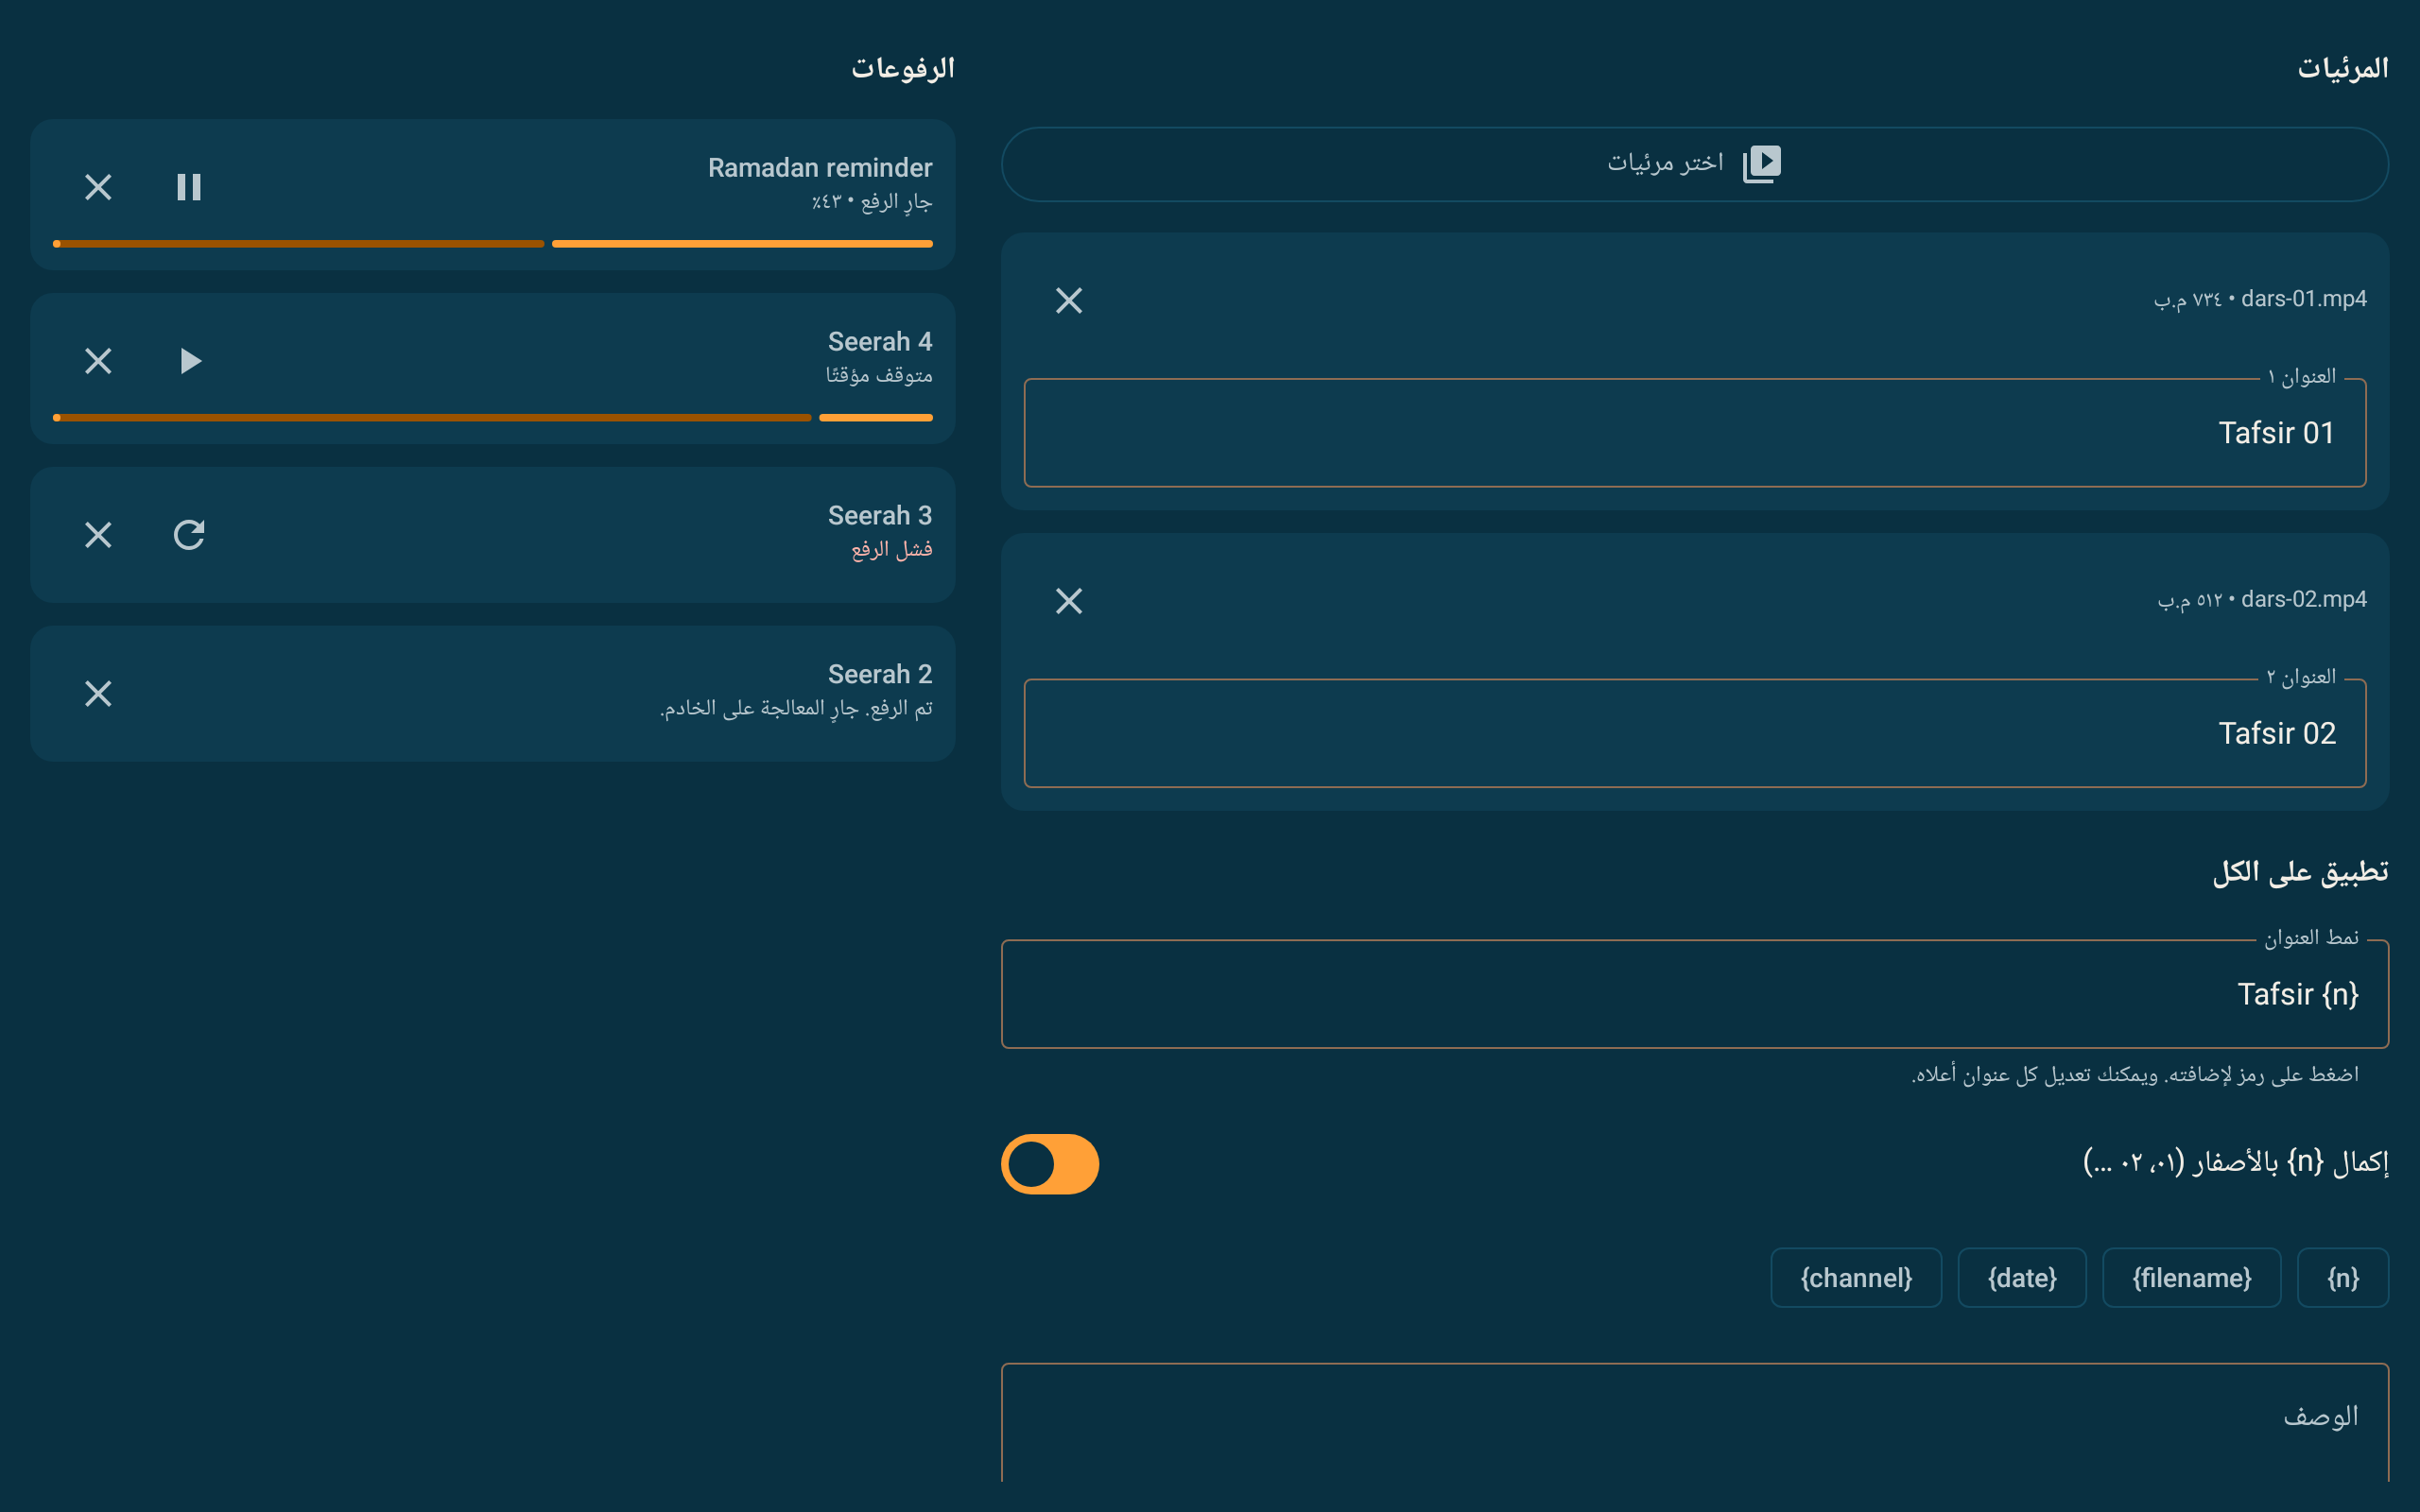 المرئيات
اختر مرئيات
dars-01.mp4 • ٧٣٤ م.ب
العنوان ١
Tafsir 01
dars-02.mp4 • ٥١٢ م.ب
العنوان ٢
Tafsir 02
تطبيق على الكل
نمط العنوان
Tafsir {n}
اضغط على رمز لإضافته. ويمكنك تعديل كل عنوان أعلاه.
إكمال {n} بالأصفار (٠١، ٠٢ ...)
{n} {filename} {date} {channel}
الوصف
الرفوعات
Ramadan reminder
جارٍ الرفع • ٤٣٪
Seerah 4
متوقف مؤقتًا
Seerah 3
فشل الرفع
Seerah 2
تم الرفع. جارٍ المعالجة على الخادم.